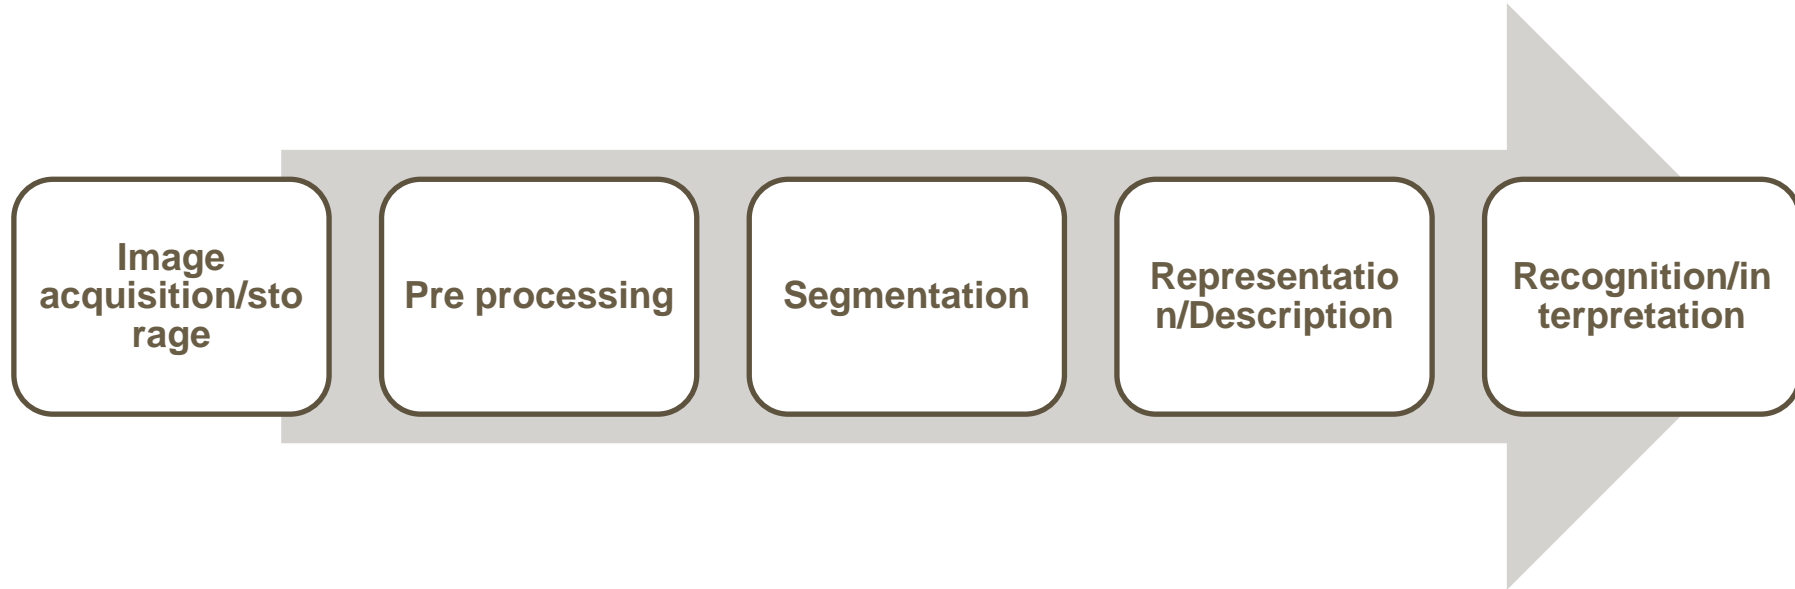 Image
acquisition/sto
rage
Pre processing
Segmentation
Representatio
n/Description
Recognition/in
terpretation